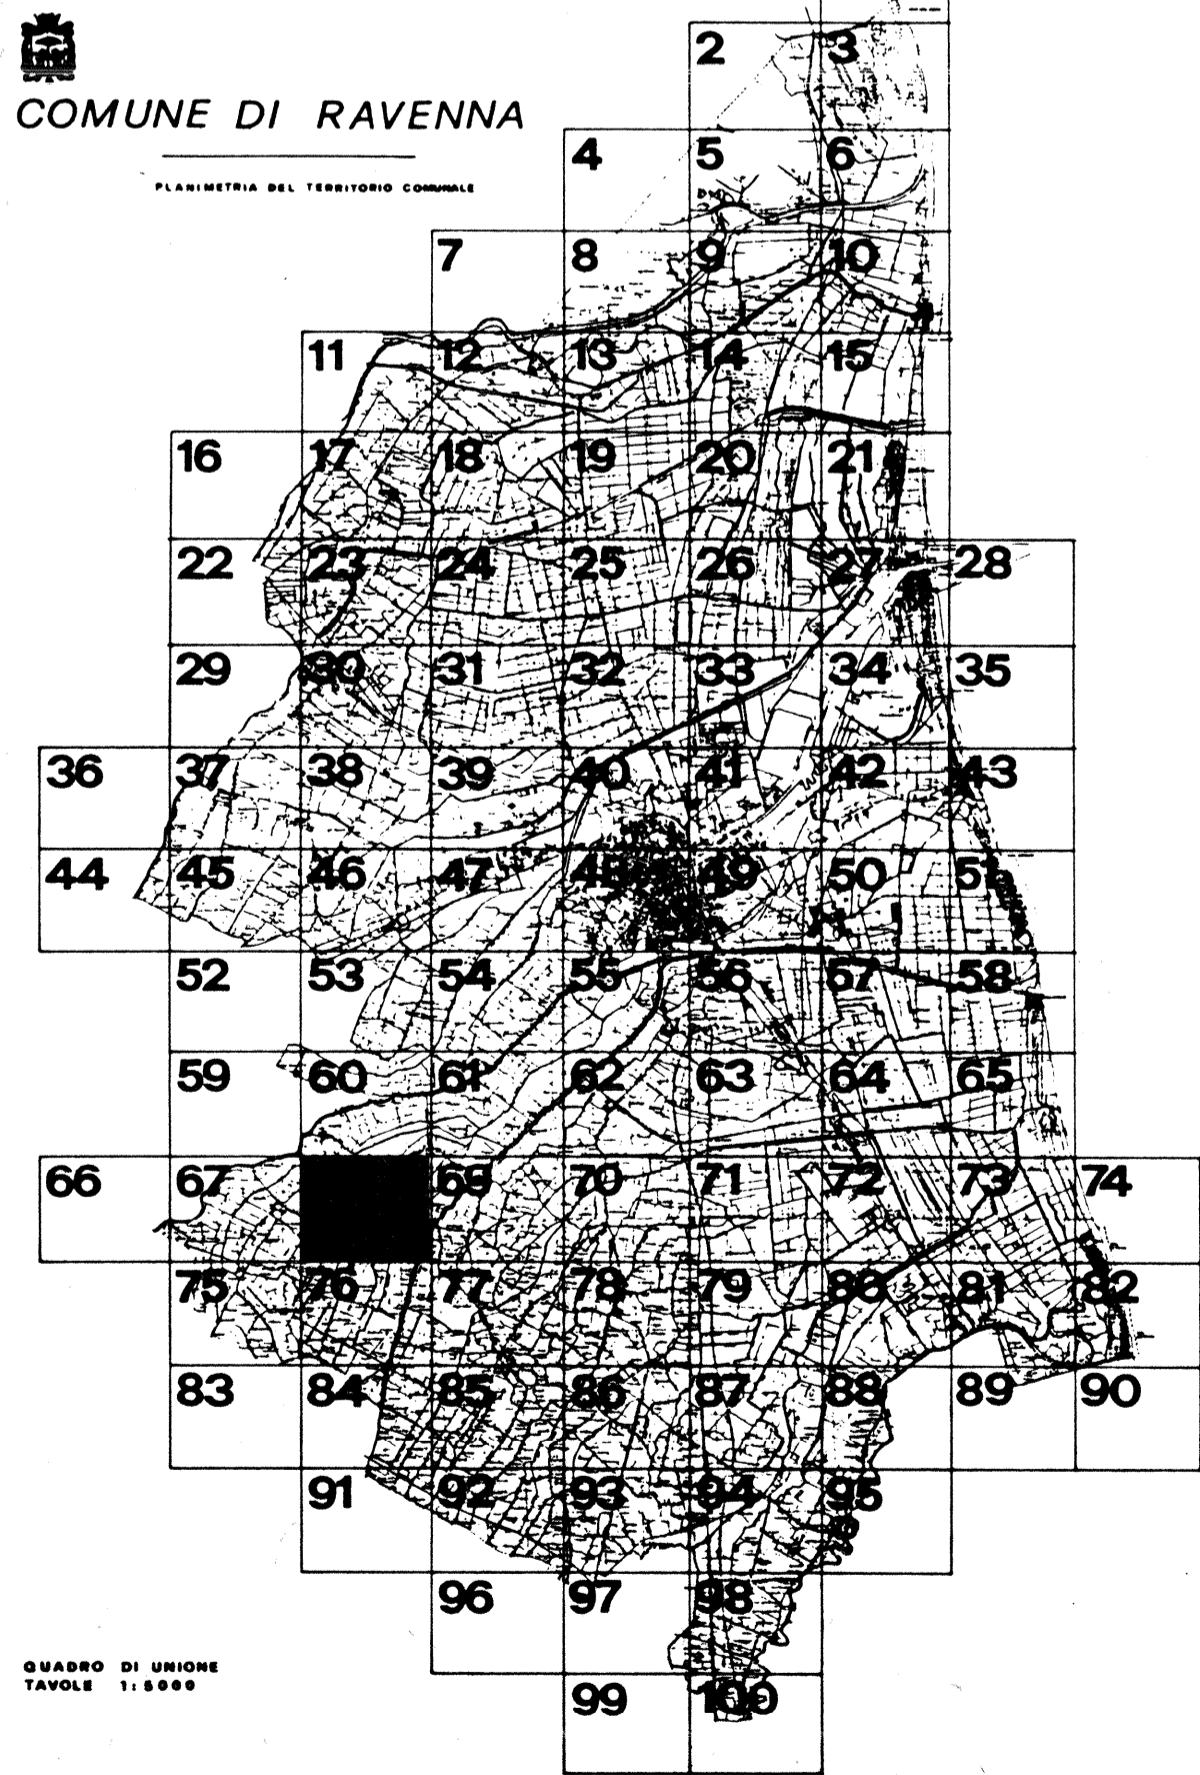 COMUNE DI RAVENNA
PLANIMETRIA DEL TERRITORIO COMUNALE
2 3
4 5 6
7 8 9 10
11 12 13 14 15
16 17 18 19 20 21
22 23 24 25 26 27 28
29 30 31 32 33 34 35
36 37 38 39 40 41 42 43
44 45 46 47 48 49 50 51
52 53 54 55 56 57 58
59 60 61 62 63 64 65
66 67 69 70 71 72 73 74
75 76 77 78 79 80 81 82
83 84 85 86 87 88 89 90
91 92 93 94 95
96 97 98
99 100
QUADRO DI UNIONE
TAVOLE 1:5000